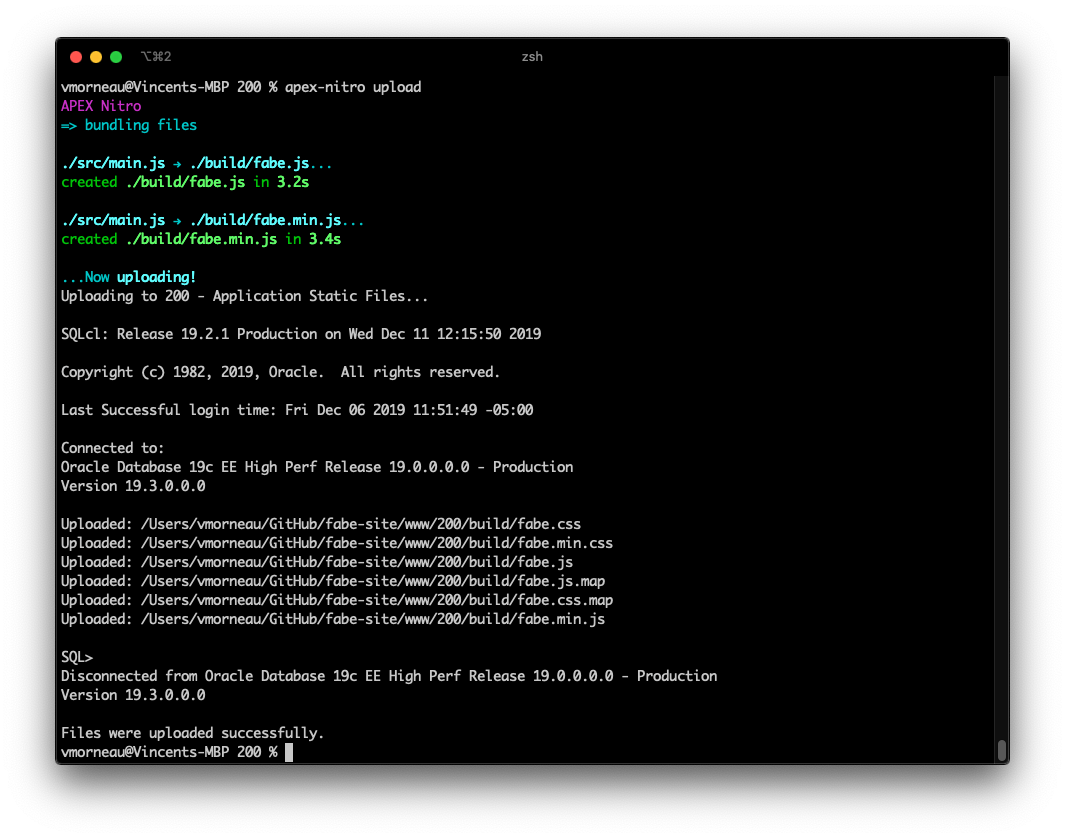 ⌥⌘2
zsh
vmorneau@Vincents-MBP 200 % apex-nitro upload
APEX Nitro
=> bundling files
./src/main.js → ./build/fabe.js...
created ./build/fabe.js in 3.2s
./src/main.js → ./build/fabe.min.js...
created ./build/fabe.min.js in 3.4s
...Now uploading!
Uploading to 200 - Application Static Files...
SQLcl: Release 19.2.1 Production on Wed Dec 11 12:15:50 2019
Copyright (c) 1982, 2019, Oracle.  All rights reserved.
Last Successful login time: Fri Dec 06 2019 11:51:49 -05:00
Connected to:
Oracle Database 19c EE High Perf Release 19.0.0.0.0 - Production
Version 19.3.0.0.0
Uploaded: /Users/vmorneau/GitHub/fabe-site/www/200/build/fabe.css
Uploaded: /Users/vmorneau/GitHub/fabe-site/www/200/build/fabe.min.css
Uploaded: /Users/vmorneau/GitHub/fabe-site/www/200/build/fabe.js
Uploaded: /Users/vmorneau/GitHub/fabe-site/www/200/build/fabe.js.map
Uploaded: /Users/vmorneau/GitHub/fabe-site/www/200/build/fabe.css.map
Uploaded: /Users/vmorneau/GitHub/fabe-site/www/200/build/fabe.min.js
SQL>
Disconnected from Oracle Database 19c EE High Perf Release 19.0.0.0.0 - Production
Version 19.3.0.0.0
Files were uploaded successfully.
vmorneau@Vincents-MBP 200 %